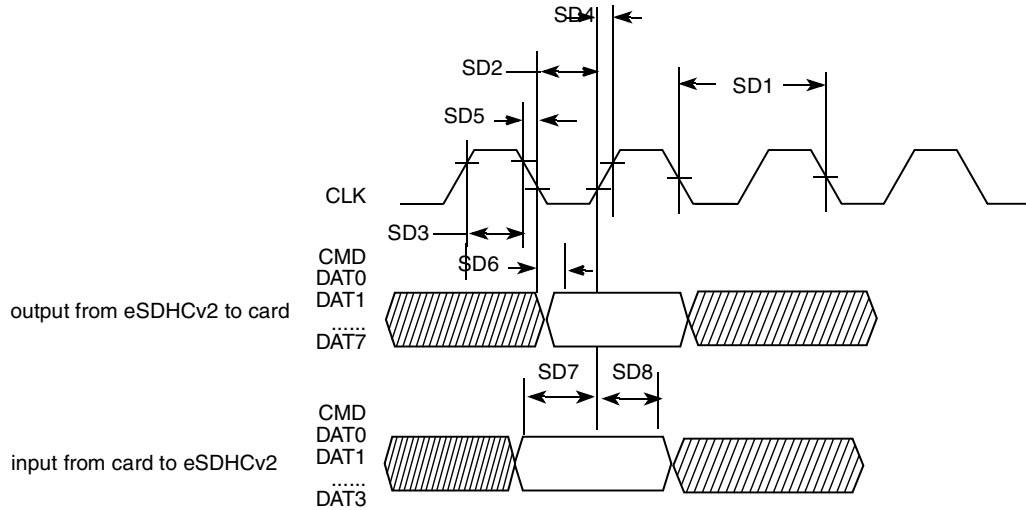 SD4
SD2
SD1
SD5
CLK
SD3
CMD
SD6
DAT0
output from eSDHCv2 to card
DAT1
......
DAT7
SD7
SD8
CMD
DAT0
input from card to eSDHCv2
DAT1
......
DAT3